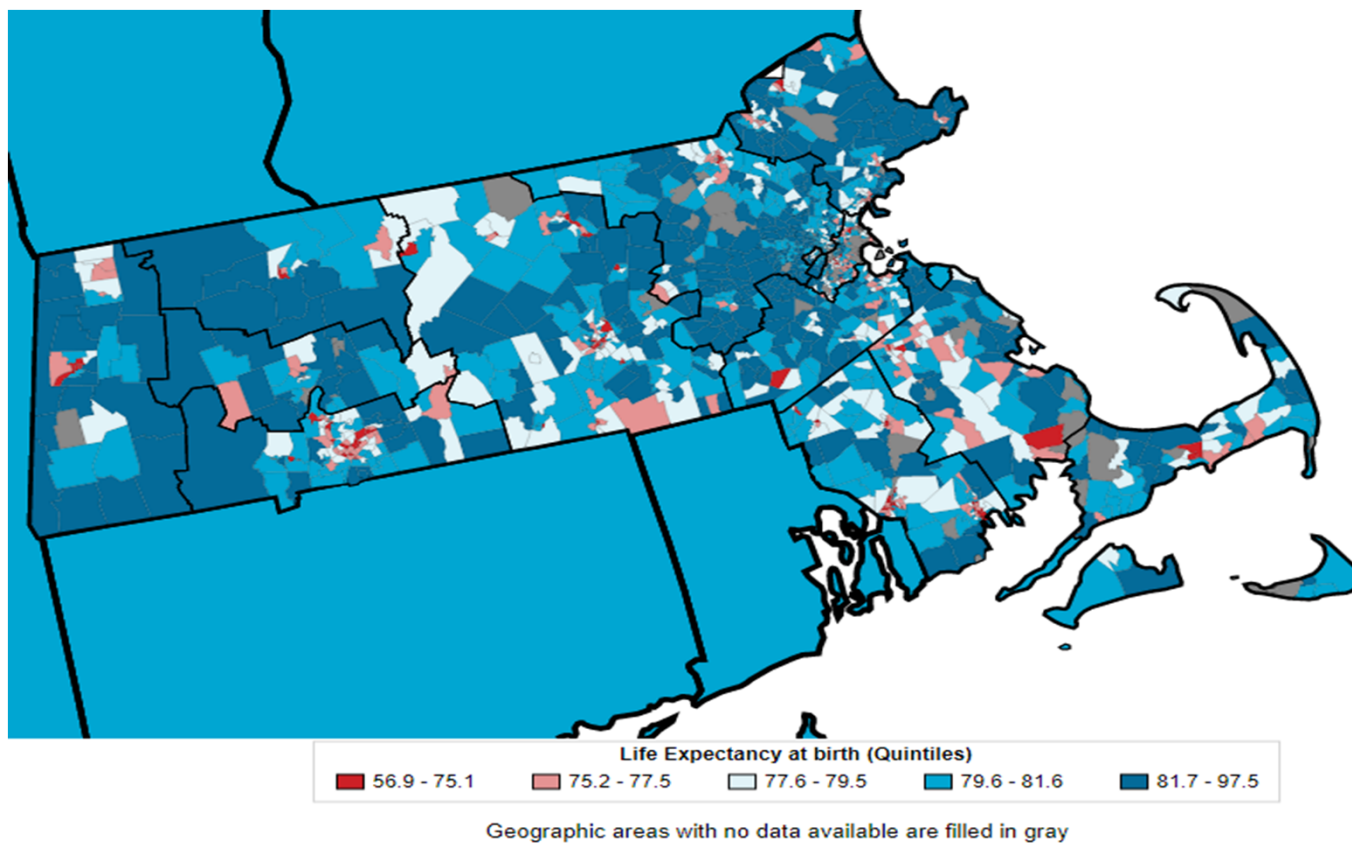 Life Expectancy at birth (Quintiles)
56.9 - 75.1 75.2 - 77.5 77.6 - 79.5 79.6 - 81.6 81.7 - 97.5
Geographic areas with no data available are filled in gray